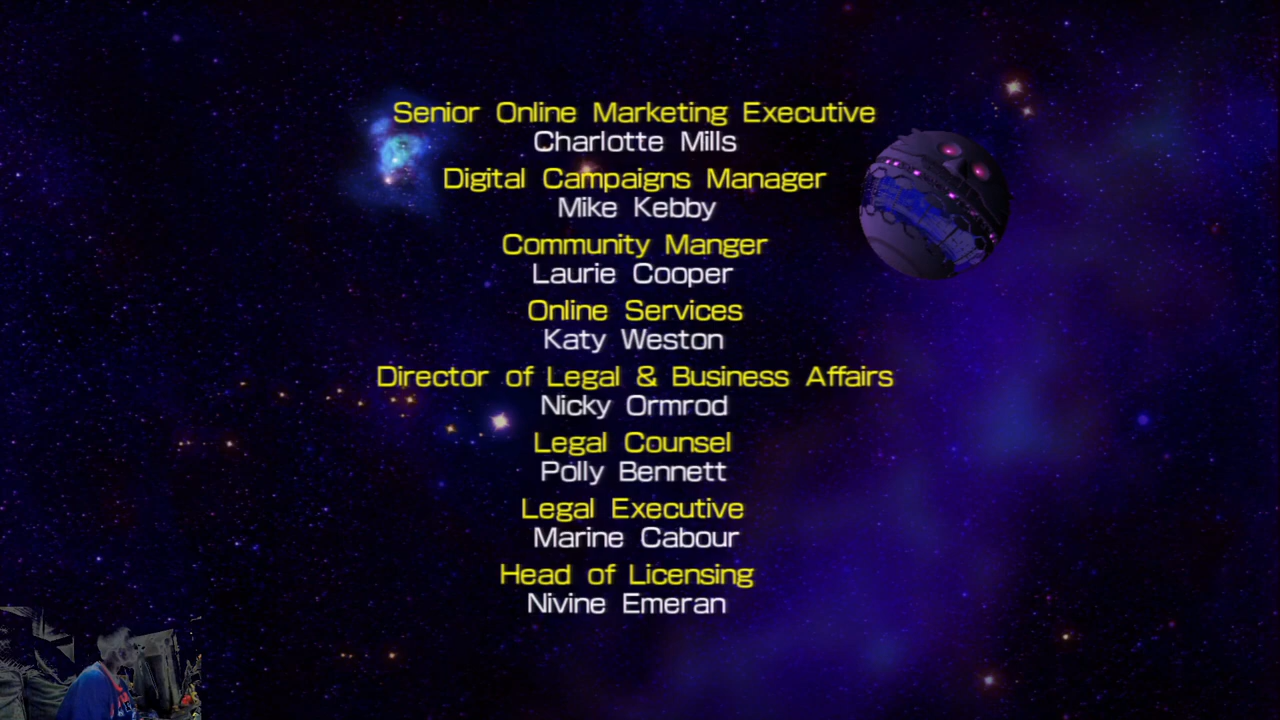 Senior Online Marketing Executive
Charlotte Mills
Digital Campaigns Manager
Mike Kebby
Community Manger
Laurie Cooper
Online Services
Katy Weston
Director of Legal & Business Affairs
Nicky Ormrod
Legal Counsel
Polly Bennett
Legal Executive
Marine Cabour
Head of Licensing
Nivine Emeran